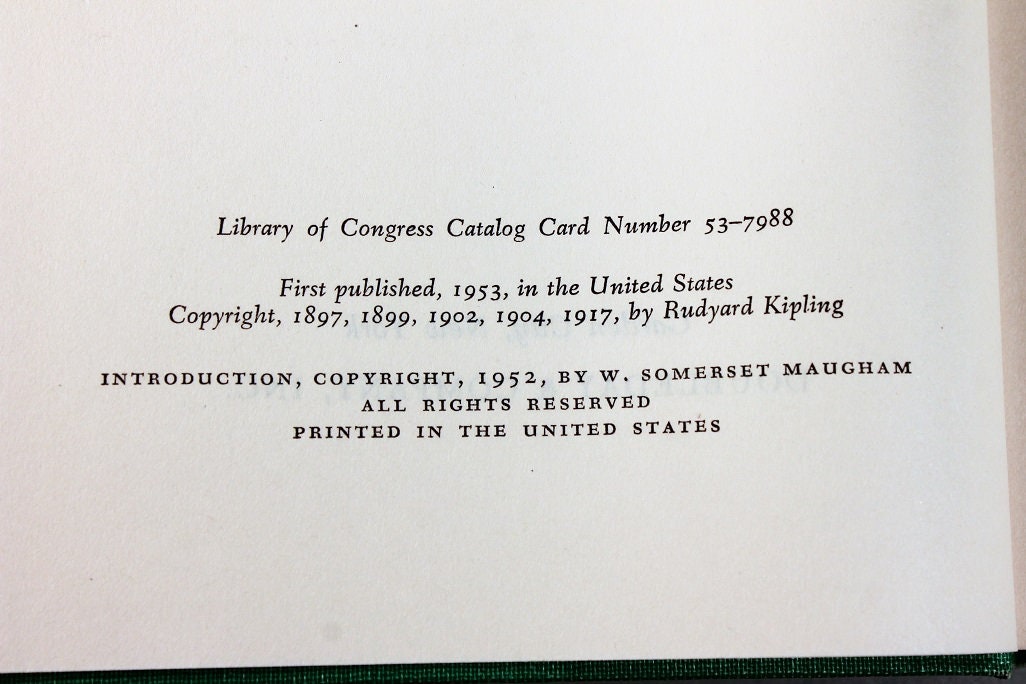 Library of Congress Catalog Card Number 53–7988
First published, 1953, in the United States
Copyright, 1897, 1899, 1902, 1904, 1917, by Rudyard Kipling
INTRODUCTION, COPYRIGHT, 1952, BY W. SOMERSET MAUGHAM
ALL RIGHTS RESERVED
PRINTED IN THE UNITED STATES